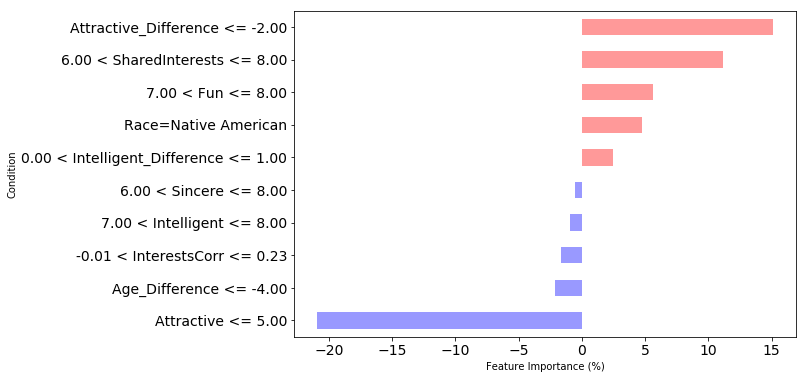 Attractive_Difference <= -2.00
6.00 < SharedInterests <= 8.00
7.00 < Fun <= 8.00
Race=Native American
0.00 < Intelligent_Difference <= 1.00
6.00 < Sincere <= 8.00
7.00 < Intelligent <= 8.00
-0.01 < InterestsCorr <= 0.23
Age_Difference <= -4.00
Attractive <= 5.00
Condition
−20 −15 −10 −5 0 5 10 15
Feature Importance (%)